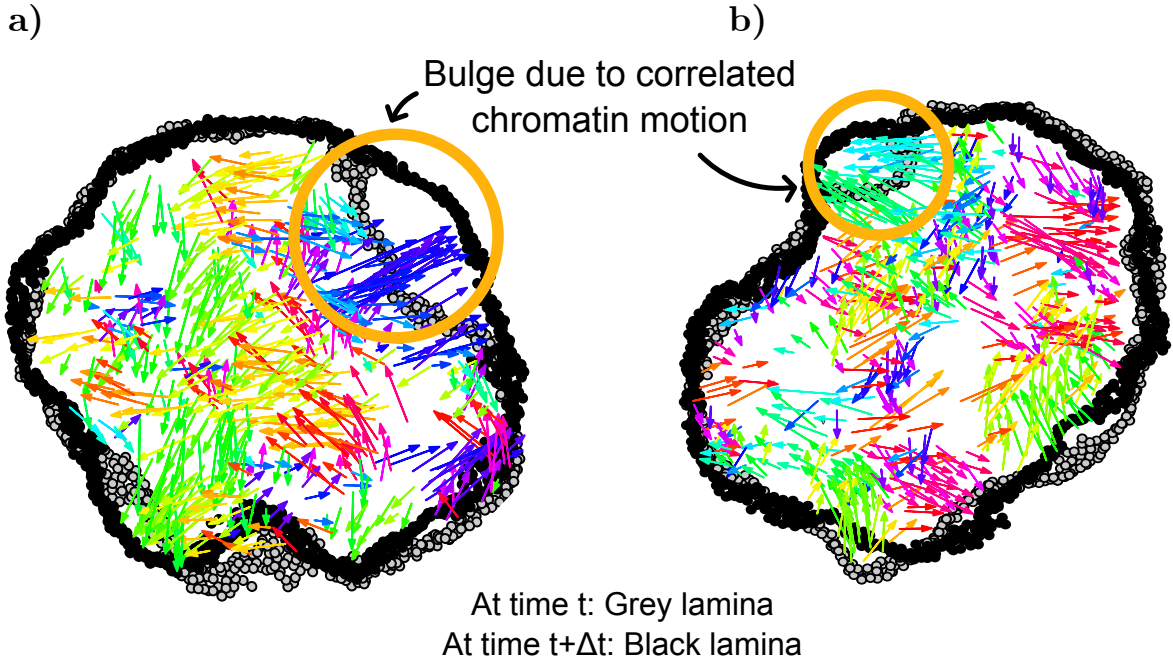 a)
b)
Bulge due to correlated
chromatin motion
At time t: Grey lamina
At time t+Δt: Black lamina